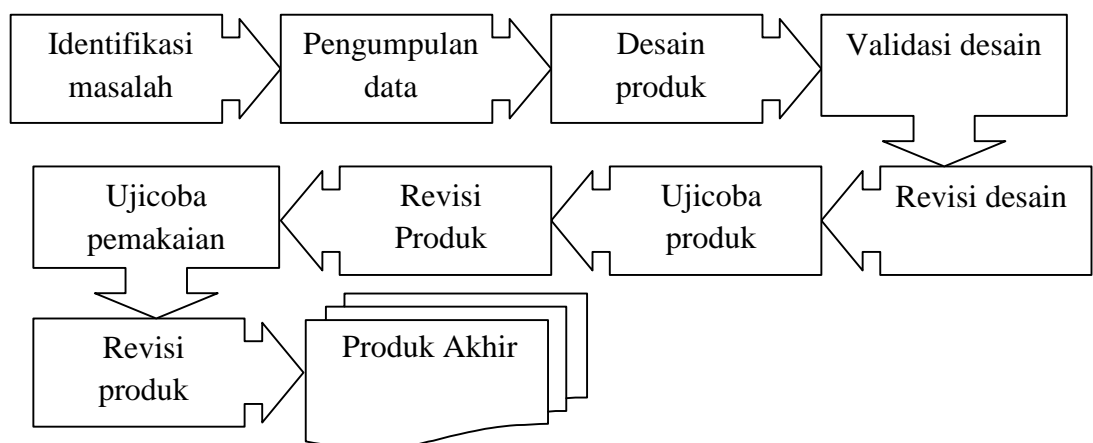 Identifikasi
masalah
Pengumpulan
data
Desain
produk
Validasi desain
Revisi desain
Ujicoba
produk
Revisi
Produk
Ujicoba
pemakaian
Revisi
produk
Produk Akhir